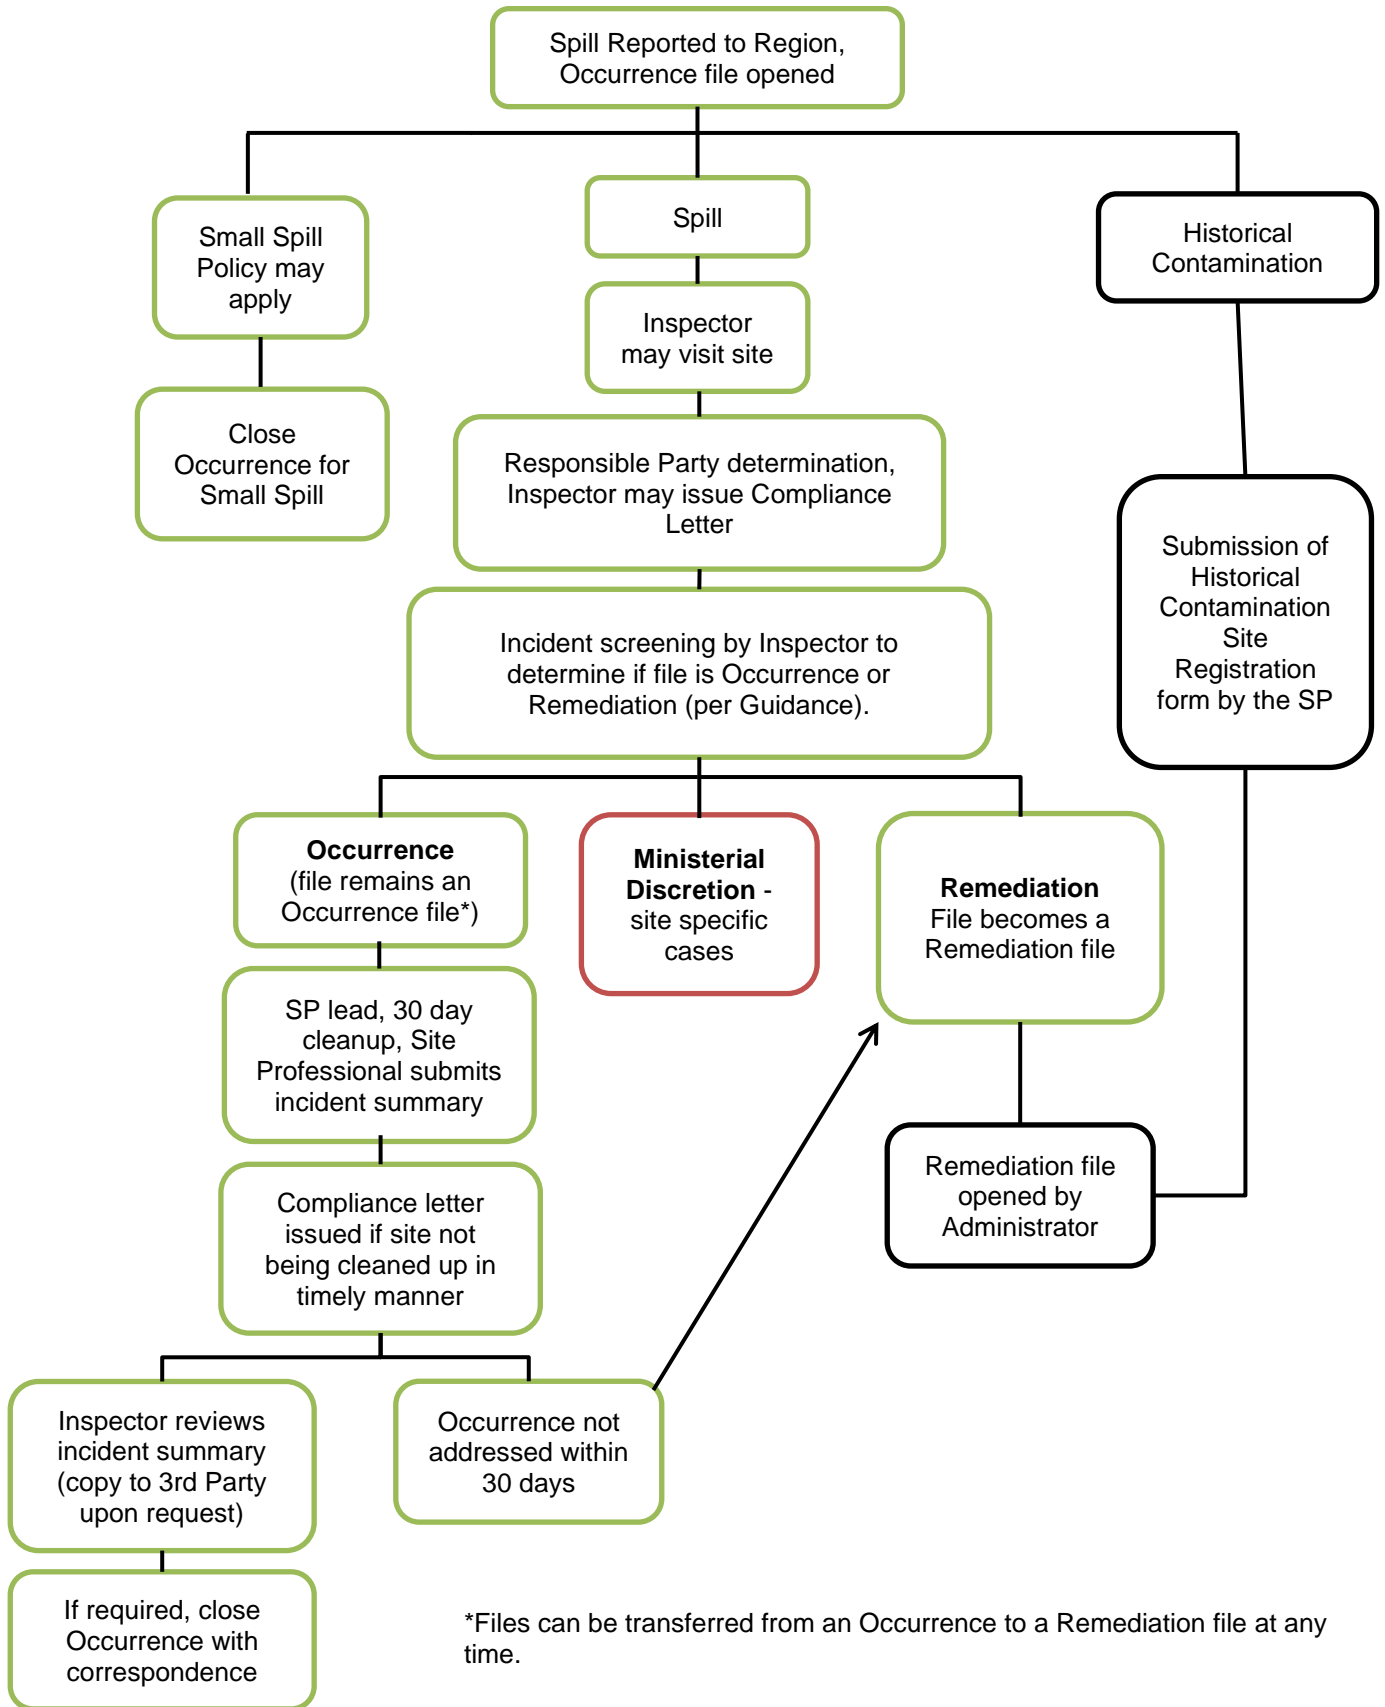 Spill Reported to Region,
Occurrence file opened
Small Spill
Policy may
apply
Close
Occurrence for
Small Spill
Spill
Inspector
may visit site
Responsible Party determination,
Inspector may issue Compliance
Letter
Incident screening by Inspector to
determine if file is Occurrence or
Remediation (per Guidance).
Historical
Contamination
Submission of
Historical
Contamination
Site
Registration
form by the SP
Occurrence
(file remains an
Occurrence file*)
Ministerial
Discretion -
site specific
cases
Remediation
File becomes a
Remediation file
SP lead, 30 day
cleanup, Site
Professional submits
incident summary
Remediation file
opened by
Administrator
Compliance letter
issued if site not
being cleaned up in
timely manner
Inspector reviews
incident summary
(copy to 3rd Party
upon request)
Occurrence not
addressed within
30 days
If required, close
Occurrence with
correspondence
*Files can be transferred from an Occurrence to a Remediation file at any
time.